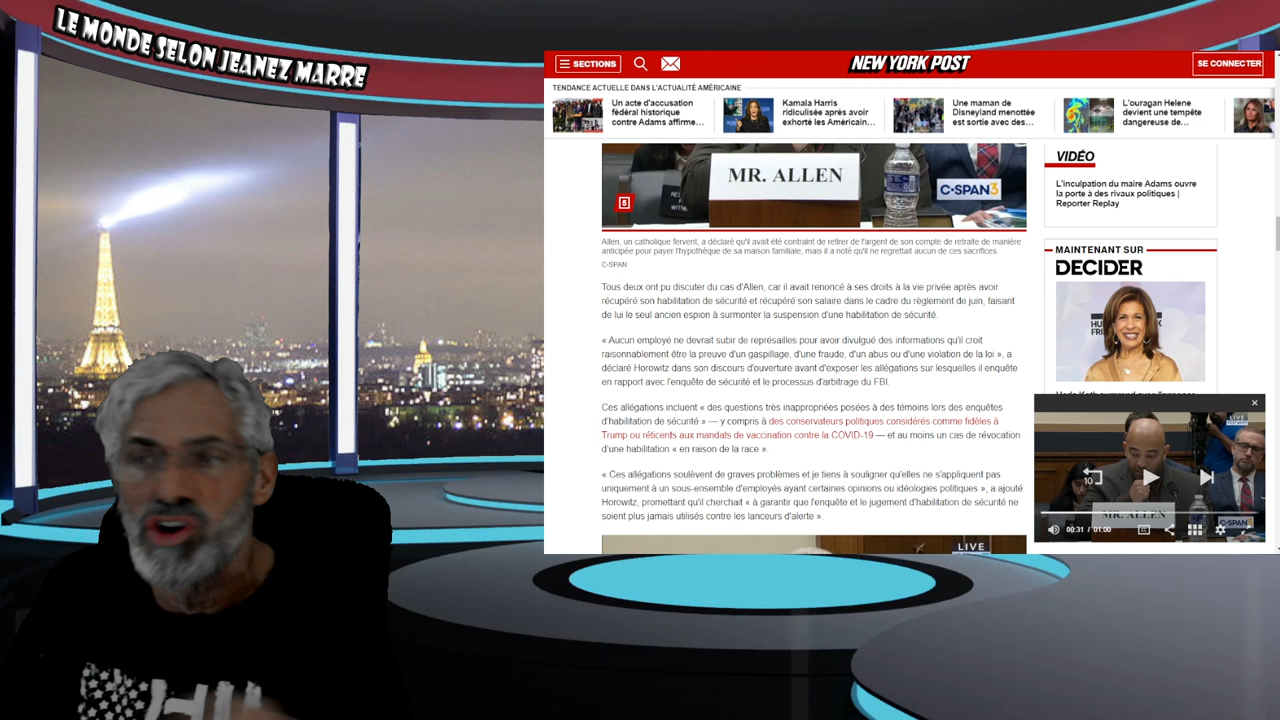 LE MONDE SELON JEANEZ MARRE
SECTIONS
NEW YORK POST
SE CONNECTER
TENDANCE ACTUELLE DANS L'ACTUALITÉ AMÉRICAINE
Un acte d'accusation
fédéral historique
contre Adams affirme...
Kamala Harris
ridiculisée après avoir
exhorté les Américain...
Une maman de
Disneyland menottée
est sortie avec des...
L'ouragan Helene
devient une tempête
dangereuse de...
MR. ALLEN
C-SPAN3
5
Allen, un catholique fervent, a déclaré qu'il avait été contraint de retirer de l'argent de son compte de retraite de manière
anticipée pour payer l'hypothèque de sa maison familiale, mais il a noté qu'il ne regrettait aucun de ces sacrifices.
C-SPAN
Tous deux ont pu discuter du cas d'Allen, car il avait renoncé à ses droits à la vie privée après avoir
récupéré son habilitation de sécurité et récupéré son salaire dans le cadre du règlement de juin, faisant
de lui le seul ancien espion à surmonter la suspension d'une habilitation de sécurité.
« Aucun employé ne devrait subir de représailles pour avoir divulgué des informations qu'il croit
raisonnablement être la preuve d'un gaspillage, d'une fraude, d'un abus ou d'une violation de la loi », a
déclaré Horowitz dans son discours d'ouverture avant d'exposer les allégations sur lesquelles il enquête
en rapport avec l'enquête de sécurité et le processus d'arbitrage du FBI.
Ces allégations incluent « des questions très inappropriées posées à des témoins lors des enquêtes
d'habilitation de sécurité » — y compris à des conservateurs politiques considérés comme fidèles à
Trump ou réticents aux mandats de vaccination contre la COVID-19 — et au moins un cas de révocation
d'une habilitation « en raison de la race ».
« Ces allégations soulèvent de graves problèmes et je tiens à souligner qu'elles ne s'appliquent pas
uniquement à un sous-ensemble d'employés ayant certaines opinions ou idéologies politiques », a ajouté
Horowitz, promettant qu'il cherchait « à garantir que l'enquête et le jugement d'habilitation de sécurité ne
soient plus jamais utilisés contre les lanceurs d'alerte ».
LIVE
VIDÉO
L'inculpation du maire Adams ouvre
la porte à des rivaux politiques |
Reporter Replay
MAINTENANT SUR
DECIDER
LIVE
10
MR. ALLEN
C-SPAN3
00:31 / 01:00